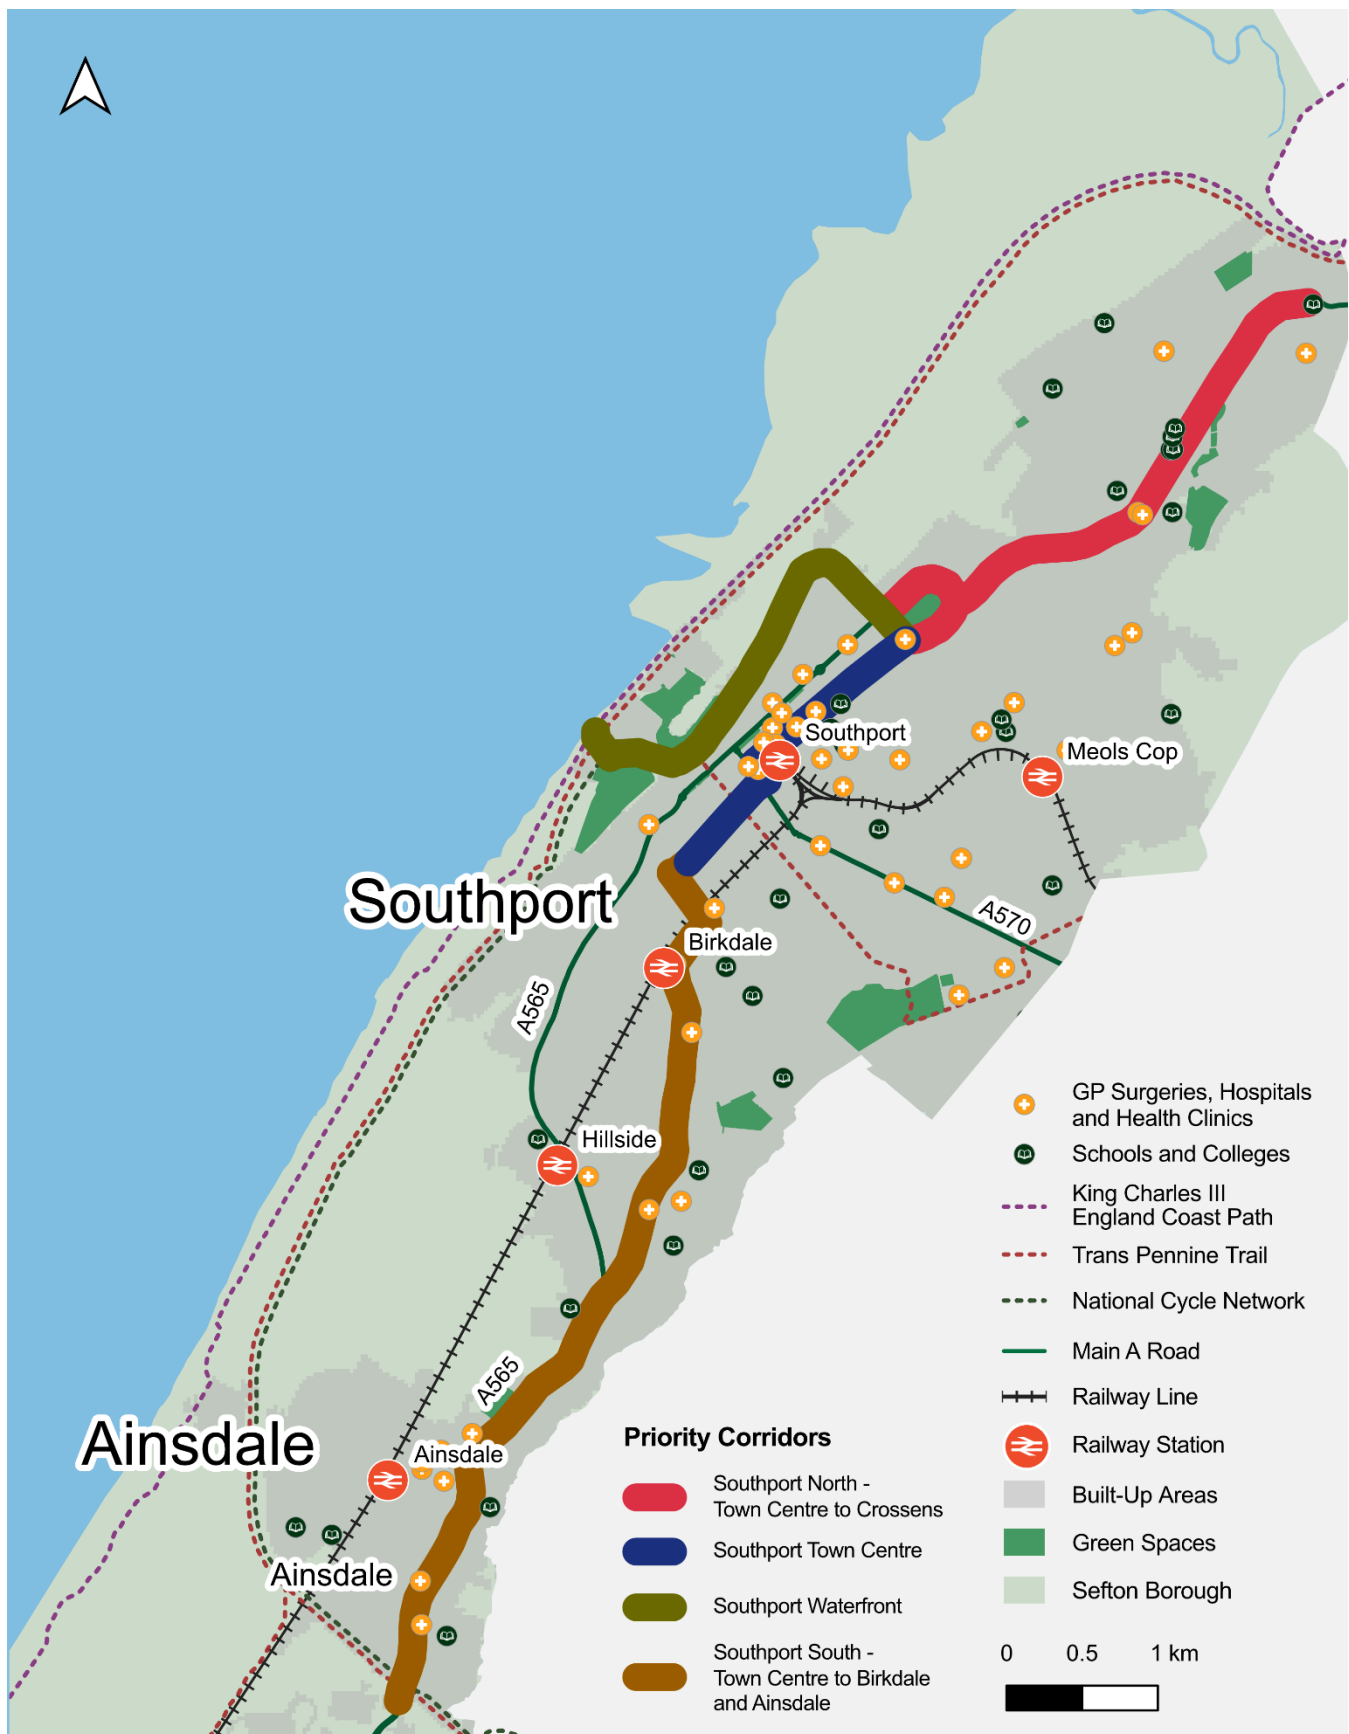 Southport
Meols Cop
Southport
A570
Birkdale
A565
Hillside
A565
Ainsdale
Ainsdale
Ainsdale
GP Surgeries, Hospitals
and Health Clinics
Schools and Colleges
King Charles III
England Coast Path
Trans Pennine Trail
National Cycle Network
Main A Road
Railway Line
Railway Station
Built-Up Areas
Green Spaces
Sefton Borough
0 0.5 1 km
Priority Corridors
Southport North -
Town Centre to Crossens
Southport Town Centre
Southport Waterfront
Southport South -
Town Centre to Birkdale
and Ainsdale